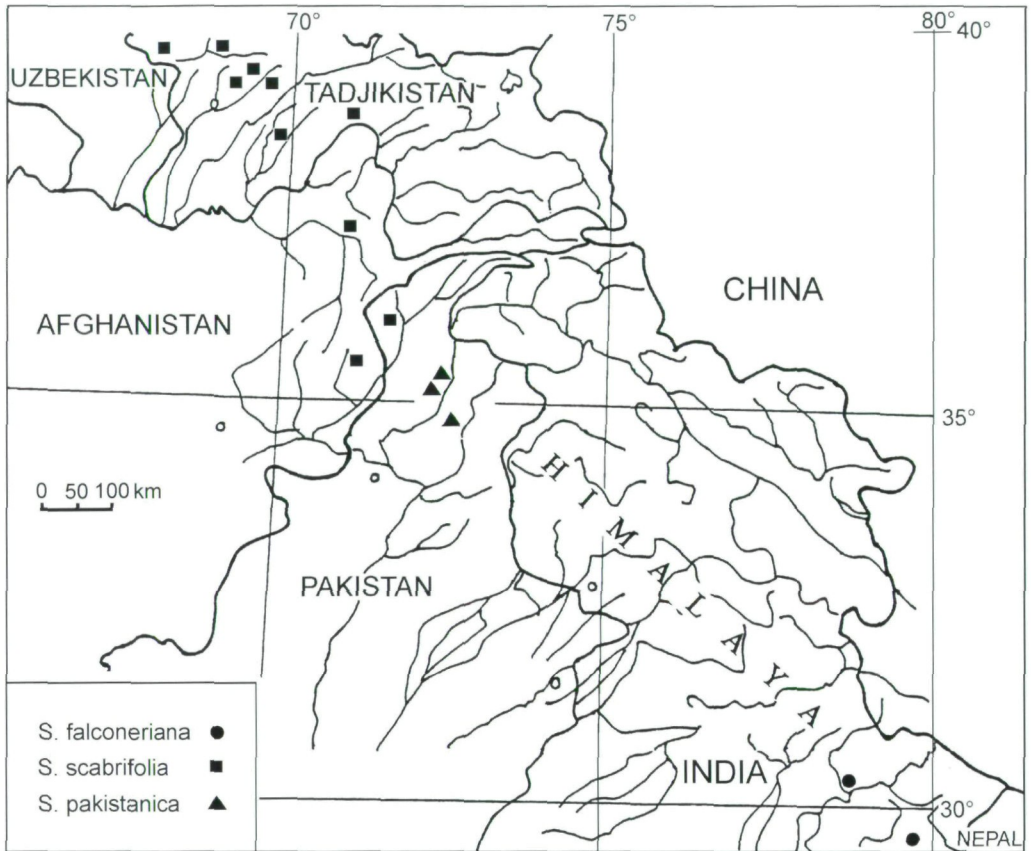 70° 75° 80° 40°
UZBEKISTAN
TADJIKISTAN
CHINA
AFGHANISTAN
35°
0 50 100 km
HIMALAYA
PAKISTAN
S. falconeriana
S. scabrifolia
S. pakistanica
INDIA
30°
NEPAL